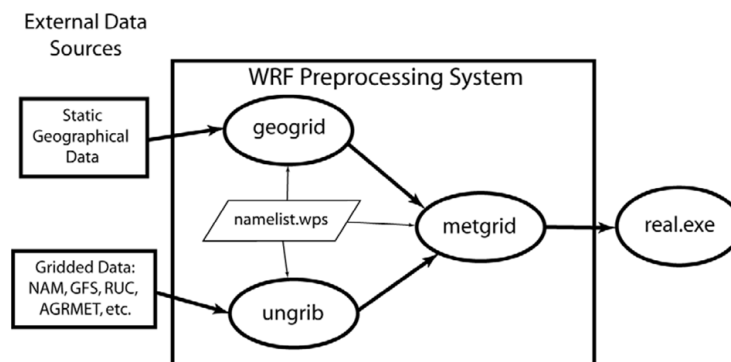 External Data
Sources
WRF Preprocessing System
Static
Geographical
Data
geogrid
namelist.wps
metgrid
real.exe
Gridded Data:
NAM, GFS, RUC,
AGRMET, etc.
ungrib